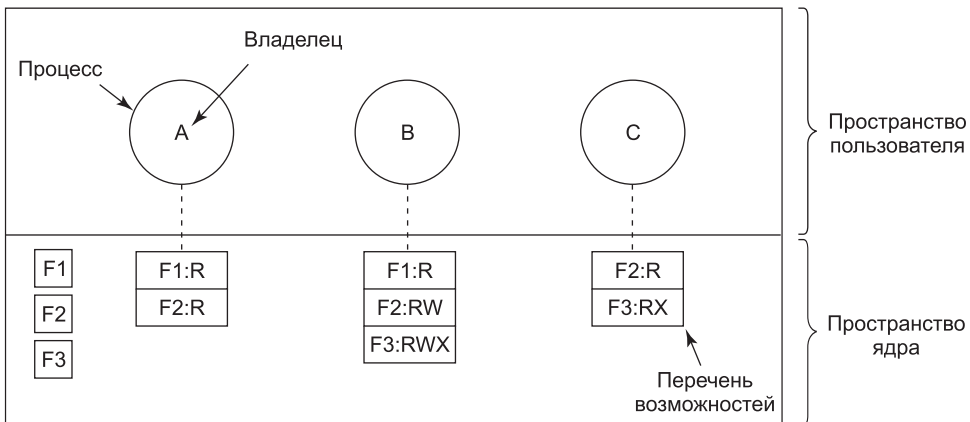 Владелец
Процесс
A
B
C
Пространство
пользователя
F1
F2
F3
F1:R
F2:R
F1:R
F2:RW
F3:RWX
F2:R
F3:RX
Перечень
возможностей
Пространство
ядра